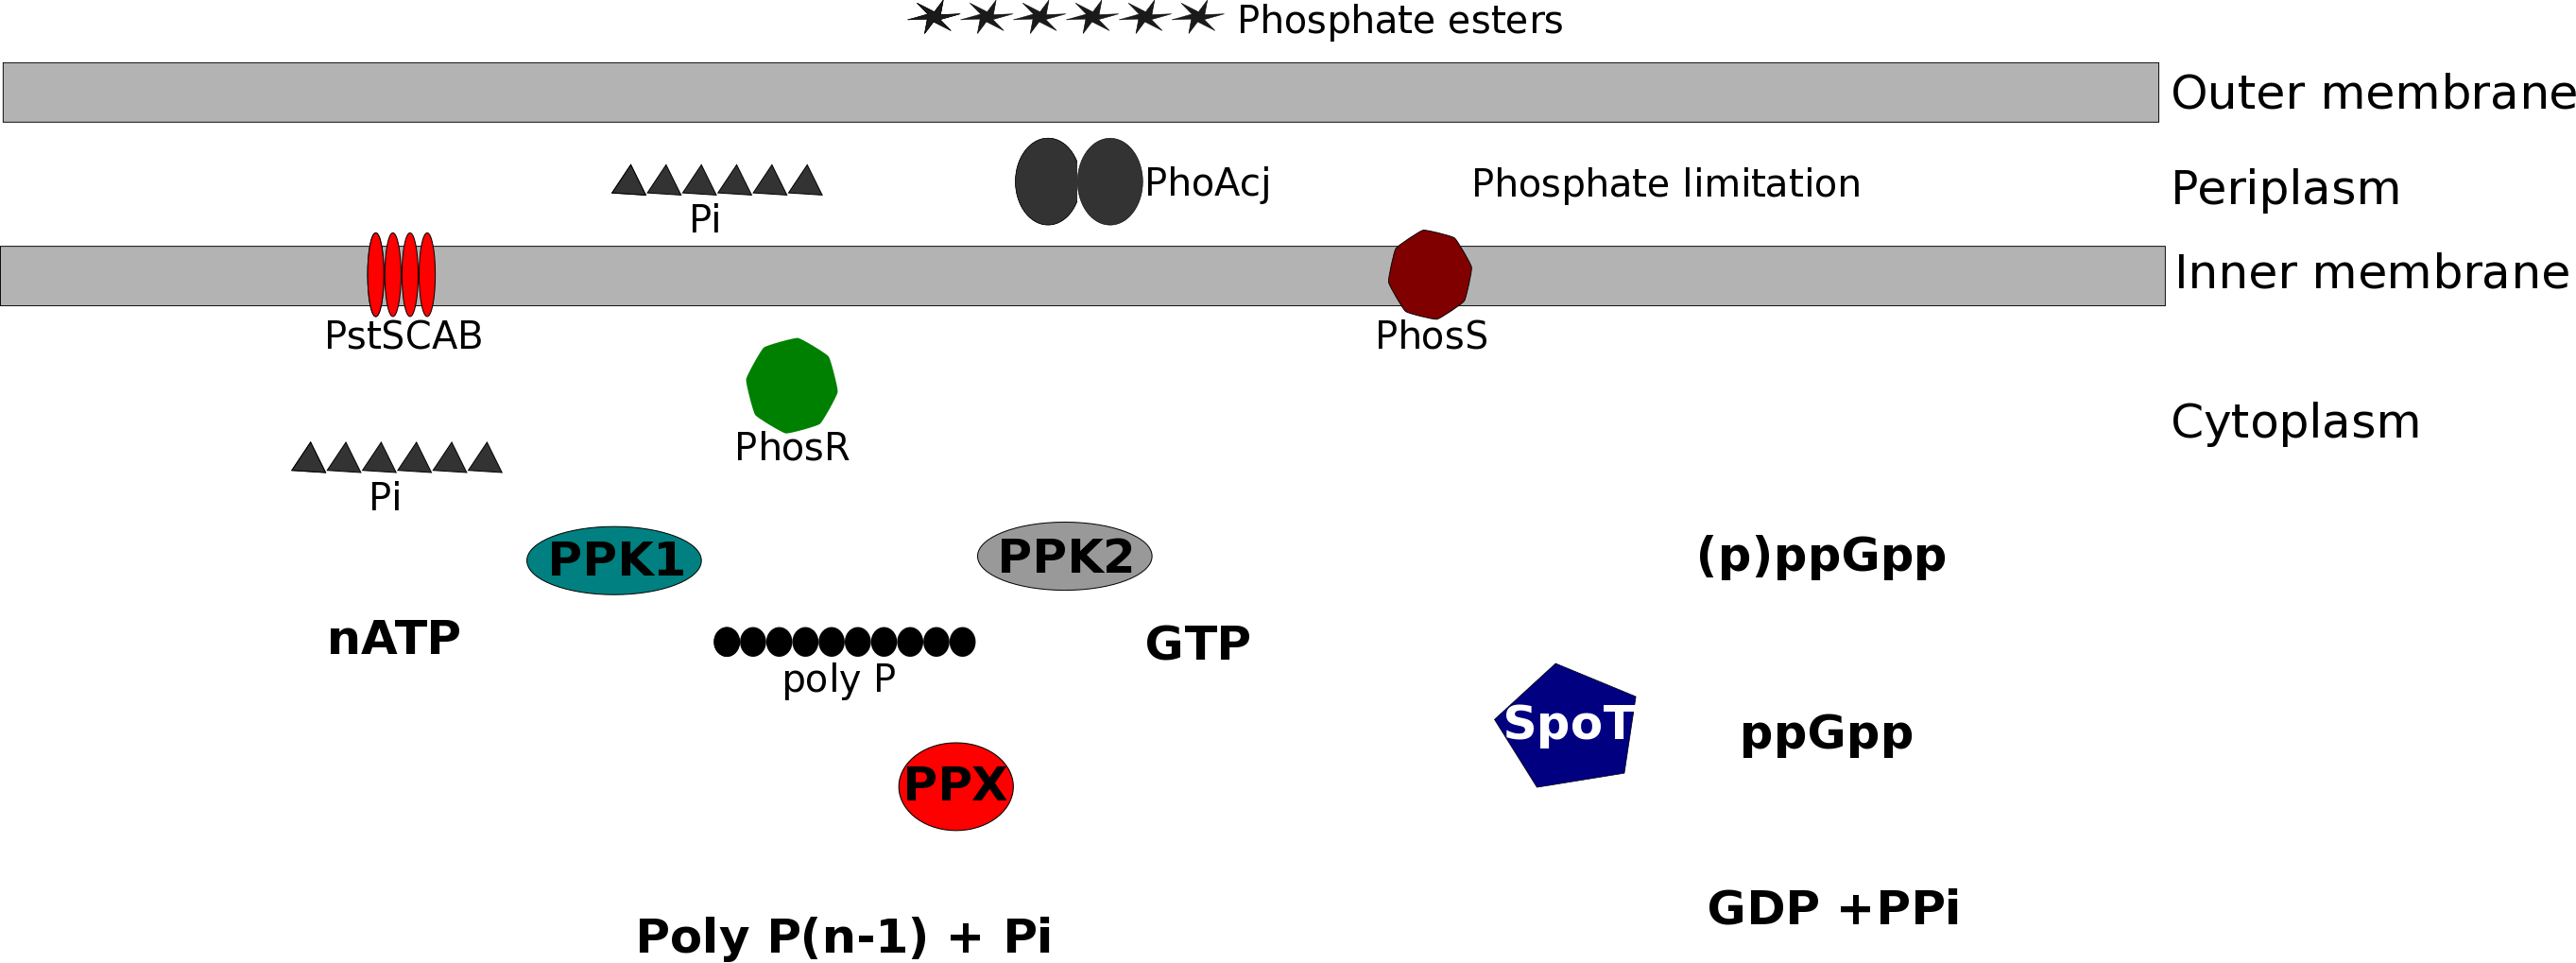 Phosphate esters
Outer membrane
PhoAcj
Phosphate limitation
Periplasm
Pi
Inner membrane
PstSCAB
PhosS
Cytoplasm
PhosR
Pi
PPK1
PPK2
(p)ppGpp
nATP
GTP
poly P
SpoT
ppGpp
PPX
GDP +PPi
Poly P(n-1) + Pi